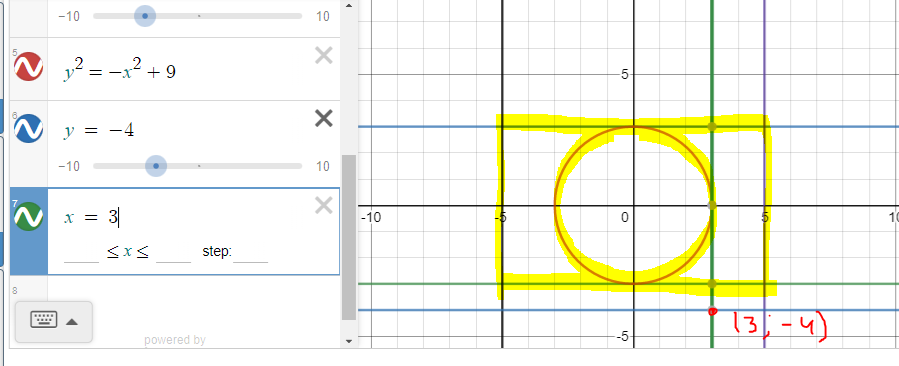 -10 10
5
y² = -x² + 9
6
y = -4
-10 10
7
x = 3
≤ x ≤ step:
8
powered by
5
-10 -5 0 5 10
-5
(3; -4)